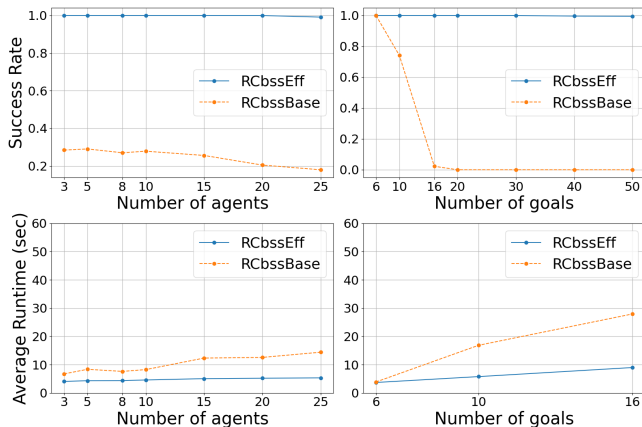 1.0
0.8
0.6
0.4
0.2
Success Rate
RCbssEff
RCbssBase
3 5 8 10 15 20 25
Number of agents
1.0
0.8
0.6
0.4
0.2
0.0
RCbssEff
RCbssBase
6 10 16 20 30 40 50
Number of goals
60
50
40
30
20
10
0
Average Runtime (sec)
RCbssEff
RCbssBase
3 5 8 10 15 20 25
Number of agents
60
50
40
30
20
10
0
RCbssEff
RCbssBase
6 10 16
Number of goals